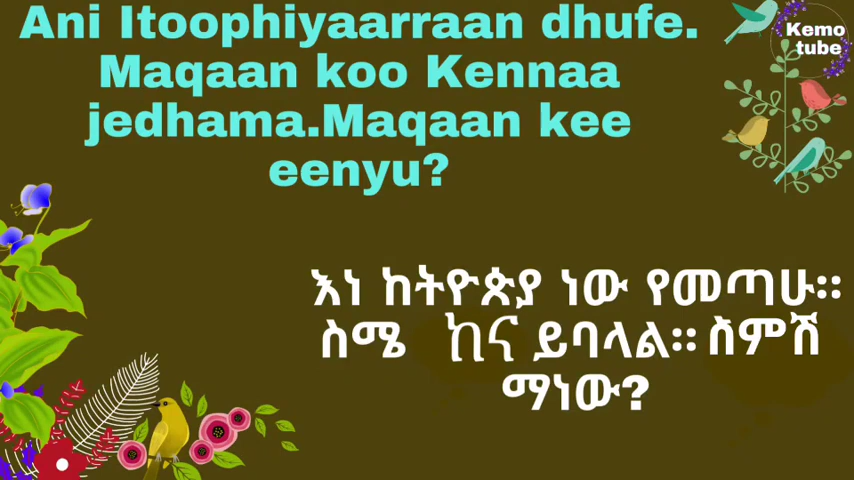 Ani Itoophiyaarraan dhufe.
Maqaan koo Kennaa
jedhama.Maqaan kee
eenyu?
Kemo
tube
እነ ከትዮጵያ ነው የመጣሁ።
ስሜ ከና ይባላል። ስምሽ
ማነው?